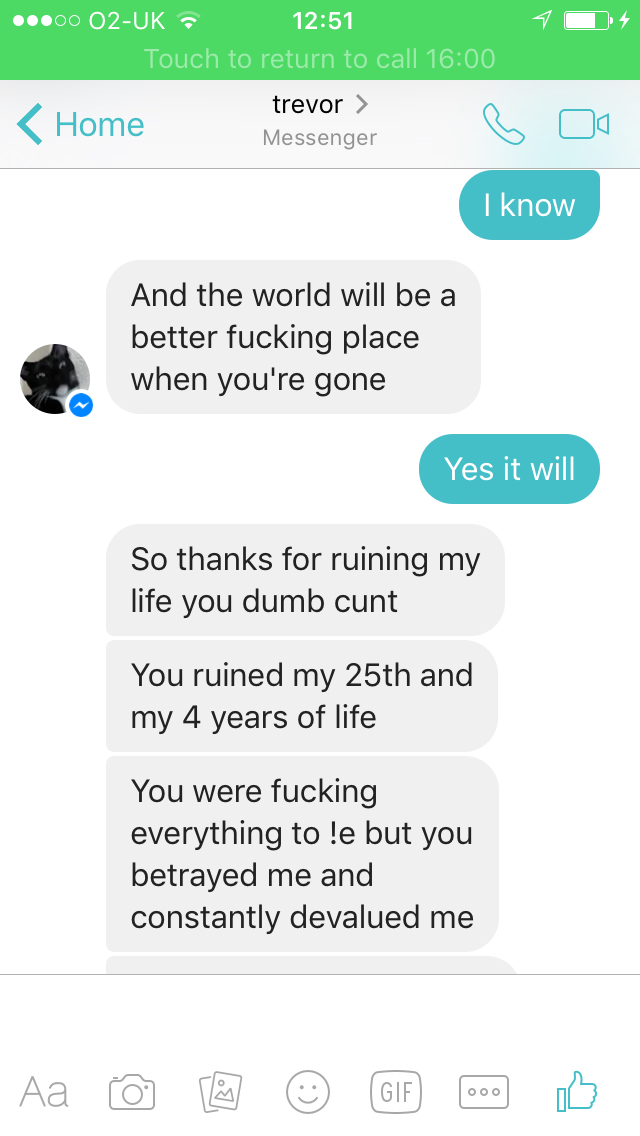 O2-UK 12:51
Touch to return to call 16:00
Home
trevor
Messenger
I know
And the world will be a
better fucking place
when you're gone
Yes it will
So thanks for ruining my
life you dumb cunt
You ruined my 25th and
my 4 years of life
You were fucking
everything to !e but you
betrayed me and
constantly devalued me
Aa
GIF